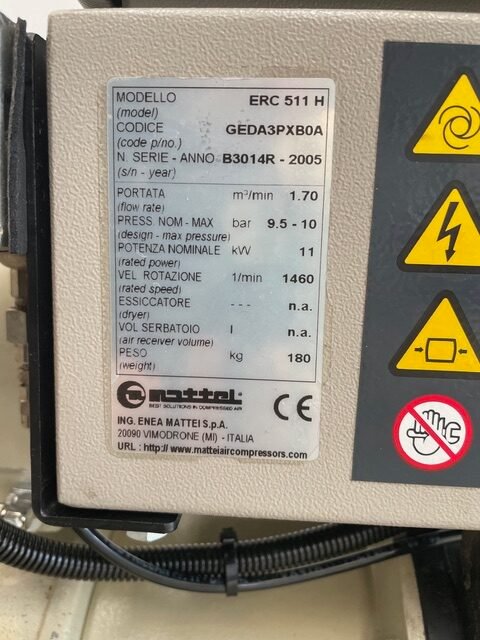 MODELLO ERC 511 H
(model)
CODICE GEDA3PXB0A
(code p/no.)
N. SERIE - ANNO B3014R - 2005
(s/n - year)
PORTATA m³/min 1.70
(flow rate)
PRESS. NOM - MAX bar 9.5 - 10
(design - max pressure)
POTENZA NOMINALE kW 11
(rated power)
VEL. ROTAZIONE 1/min 1460
(rated speed)
ESSICCATORE --- n.a.
(dryer)
VOL SERBATOIO l n.a.
(air receiver volume)
PESO kg 180
(weight)
mattei
BEST SOLUTIONS IN COMPRESSED AIR
CE
ING. ENEA MATTEI S.p.A.
20090 VIMODRONE (MI) - ITALIA
URL : http:// www.matteiaircompressors.com